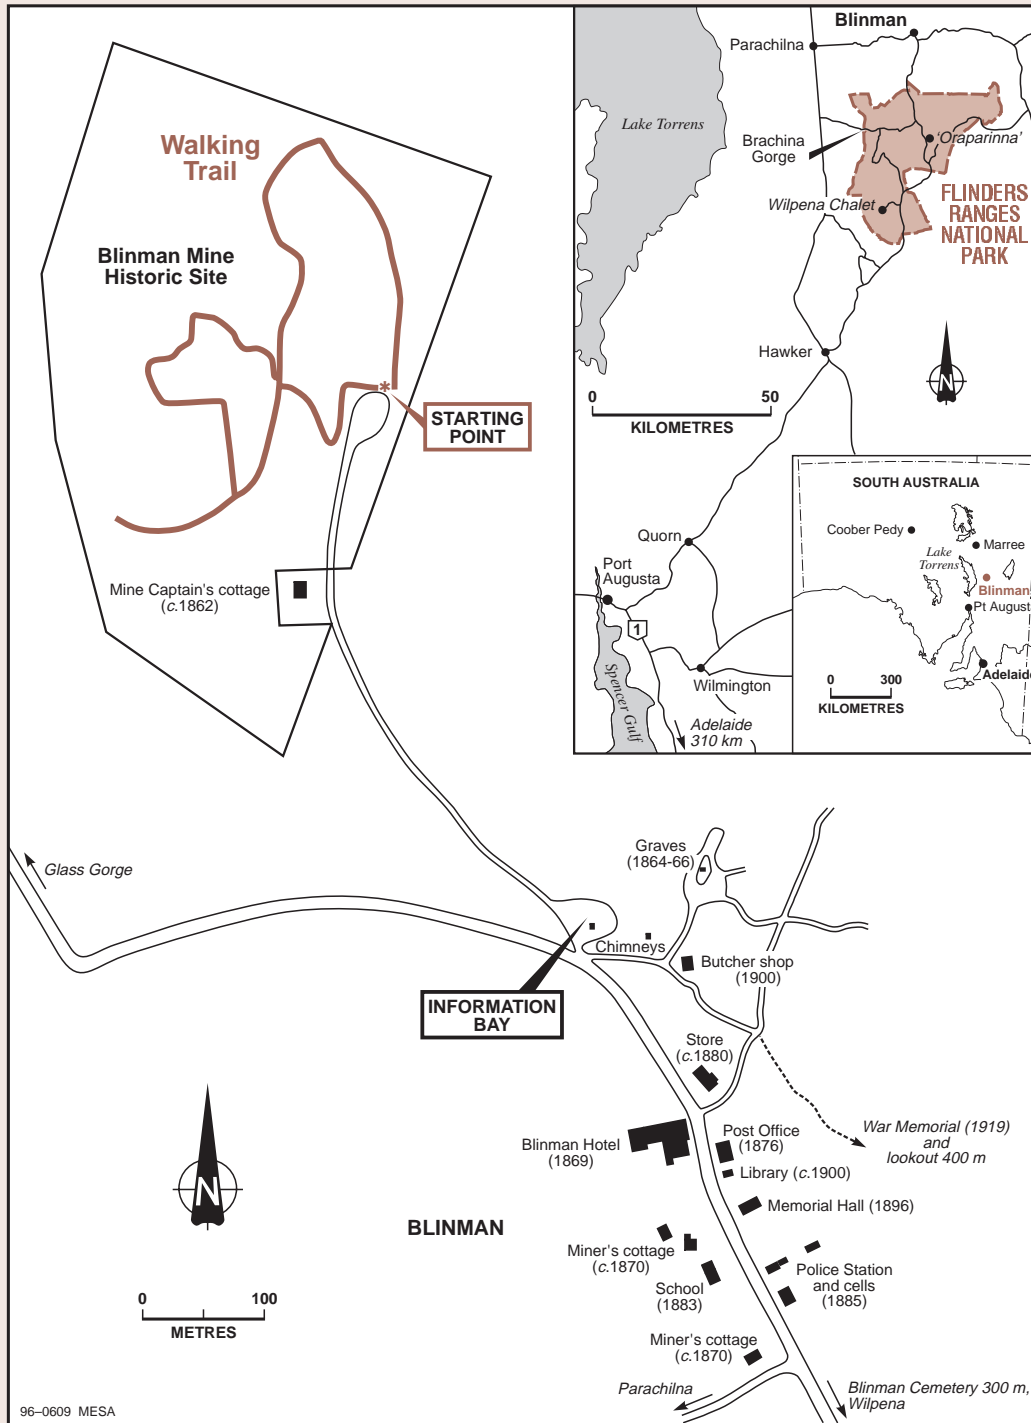 Walking
Trail
Blinman Mine
Historic Site
*
STARTING
POINT
Mine Captain's cottage
(c.1862)
Blinman
Parachilna
Lake Torrens
Brachina
Gorge
'Oraparinna'
Wilpena Chalet
FLINDERS
RANGES
NATIONAL
PARK
Hawker
N
0 50
KILOMETRES
Quorn
Port
Augusta
1
Spencer Gulf
Wilmington
Adelaide
310 km
SOUTH AUSTRALIA
Coober Pedy
Marree
Lake
Torrens
Blinman
Pt August
Adelaide
0 300
KILOMETRES
Glass Gorge
Graves
(1864-66)
Chimneys
Butcher shop
(1900)
INFORMATION
BAY
Store
(c.1880)
War Memorial (1919)
and
lookout 400 m
Blinman Hotel
(1869)
Post Office
(1876)
Library (c.1900)
Memorial Hall (1896)
N
BLINMAN
Miner's cottage
(c.1870)
School
(1883)
Police Station
and cells
(1885)
0 100
METRES
Miner's cottage
(c.1870)
Parachilna
Blinman Cemetery 300 m,
Wilpena
96–0609 MESA